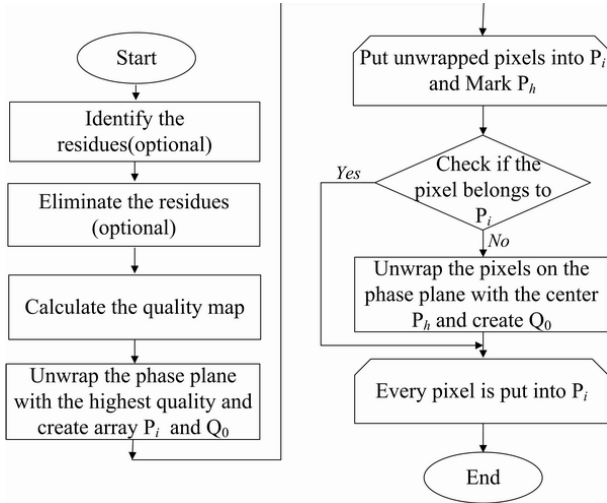 Start
Identify the
residues(optional)
Eliminate the residues
(optional)
Calculate the quality map
Unwrap the phase plane
with the highest quality and
create array Pi and Q0
Put unwrapped pixels into Pi
and Mark Ph
Check if the
pixel belongs to
Pi
Yes
No
Unwrap the pixels on the
phase plane with the center
Ph and create Q0
Every pixel is put into Pi
End